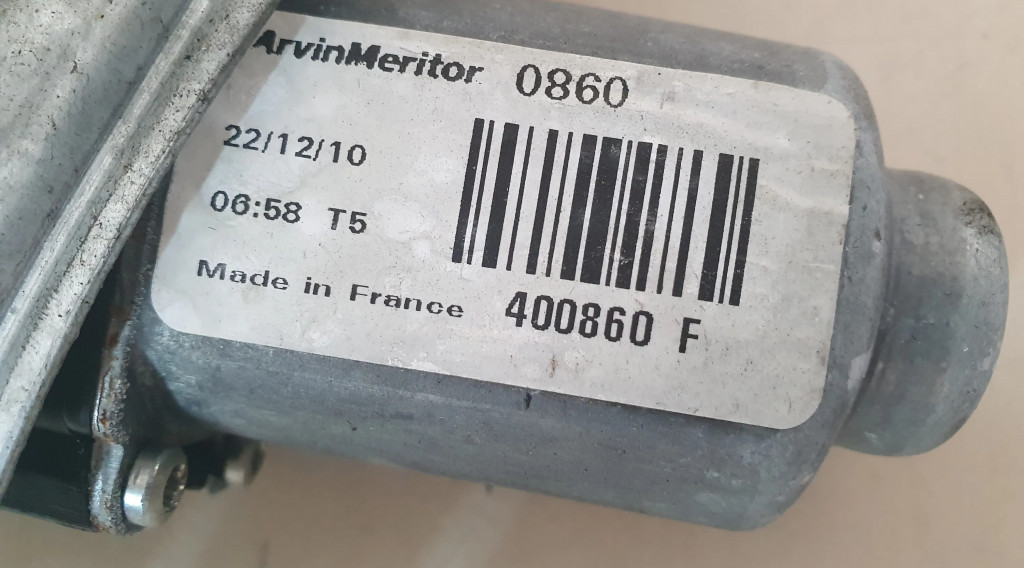 ArvinMeritor 0860
22/12/10
06:58 T5
Made in France
400860 F